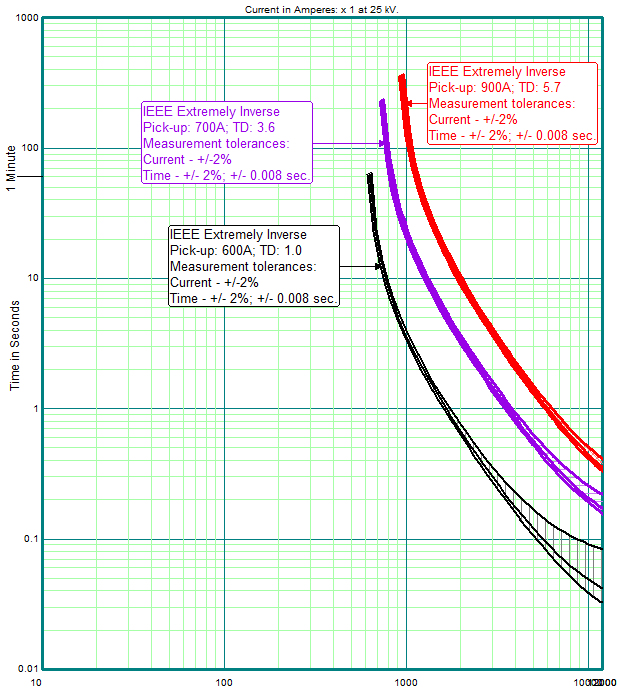 Current in Amperes: x 1 at 25 kV.
1000
IEEE Extremely Inverse
Pick-up: 900A; TD: 5.7
Measurement tolerances:
Current - +/-2%
Time - +/- 2%; +/- 0.008 sec.
IEEE Extremely Inverse
Pick-up: 700A; TD: 3.6
Measurement tolerances:
Current - +/-2%
Time - +/- 2%; +/- 0.008 sec.
100
1 Minute
IEEE Extremely Inverse
Pick-up: 600A; TD: 1.0
Measurement tolerances:
Current - +/-2%
Time - +/- 2%; +/- 0.008 sec.
10
Time in Seconds
1
0.1
0.01
10
100
1000